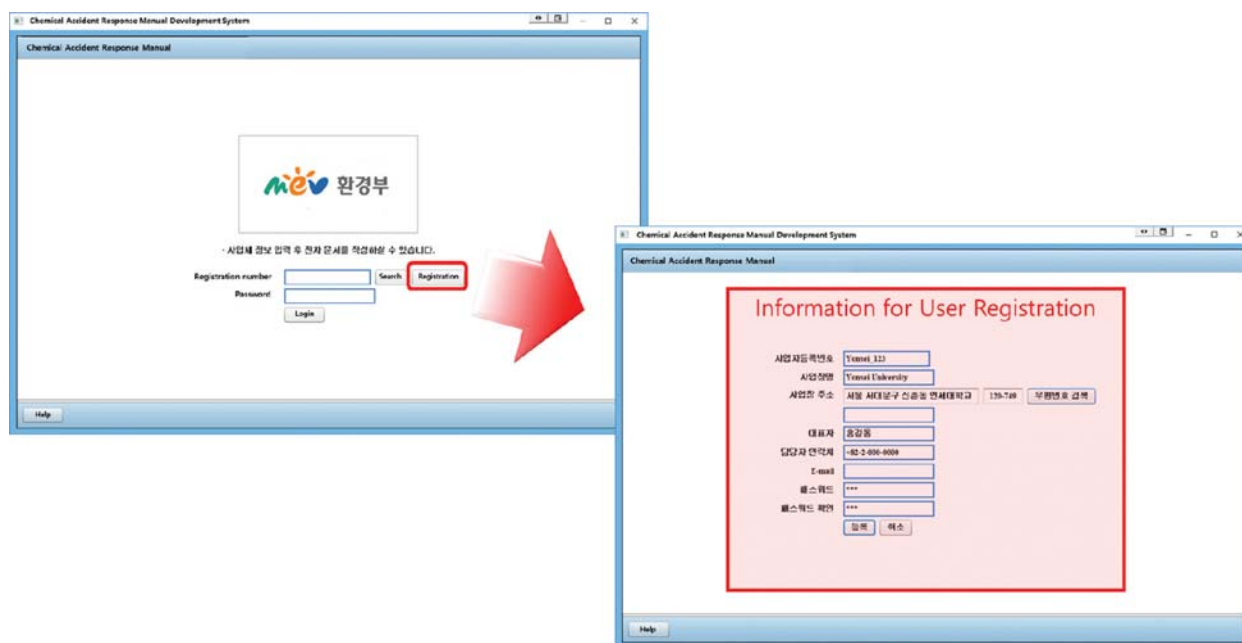 Chemical Accident Response Manual Development System
Chemical Accident Response Manual
mev 환경부
- 사업체 정보 입력 후 전자 문서를 작성하실 수 있습니다.
Registration number Search Registration
Password
Login
Help
Chemical Accident Response Manual Development System
Chemical Accident Response Manual
Information for User Registration
사업자등록번호 Yonsei_123
사업장명 Yonsei University
사업장 주소 서울 서대문구 신촌동 연세대학교 120-749 우편번호 검색
대표자 홍길동
담당자 연락처 +82-2-000-0000
E-mail
패스워드 ***
패스워드 확인 ***
등록 취소
Help